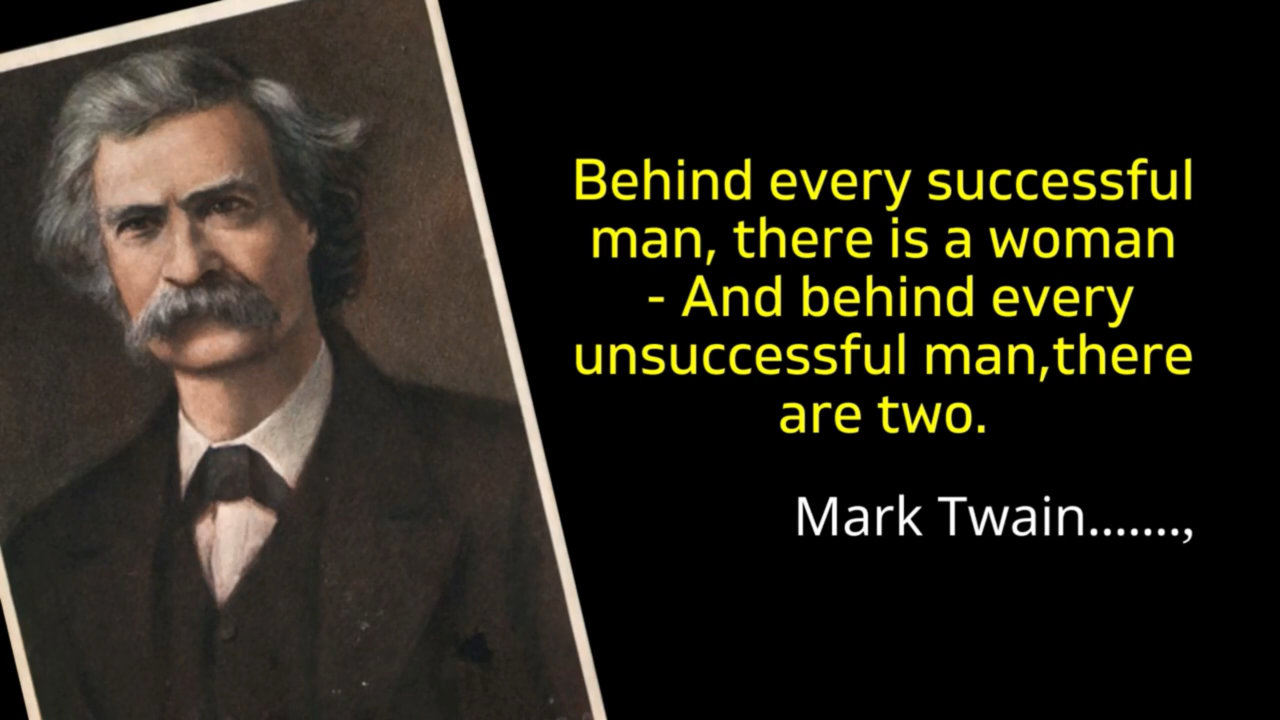 Behind every successful
man, there is a woman
- And behind every
unsuccessful man,there
are two.
Mark Twain.......,